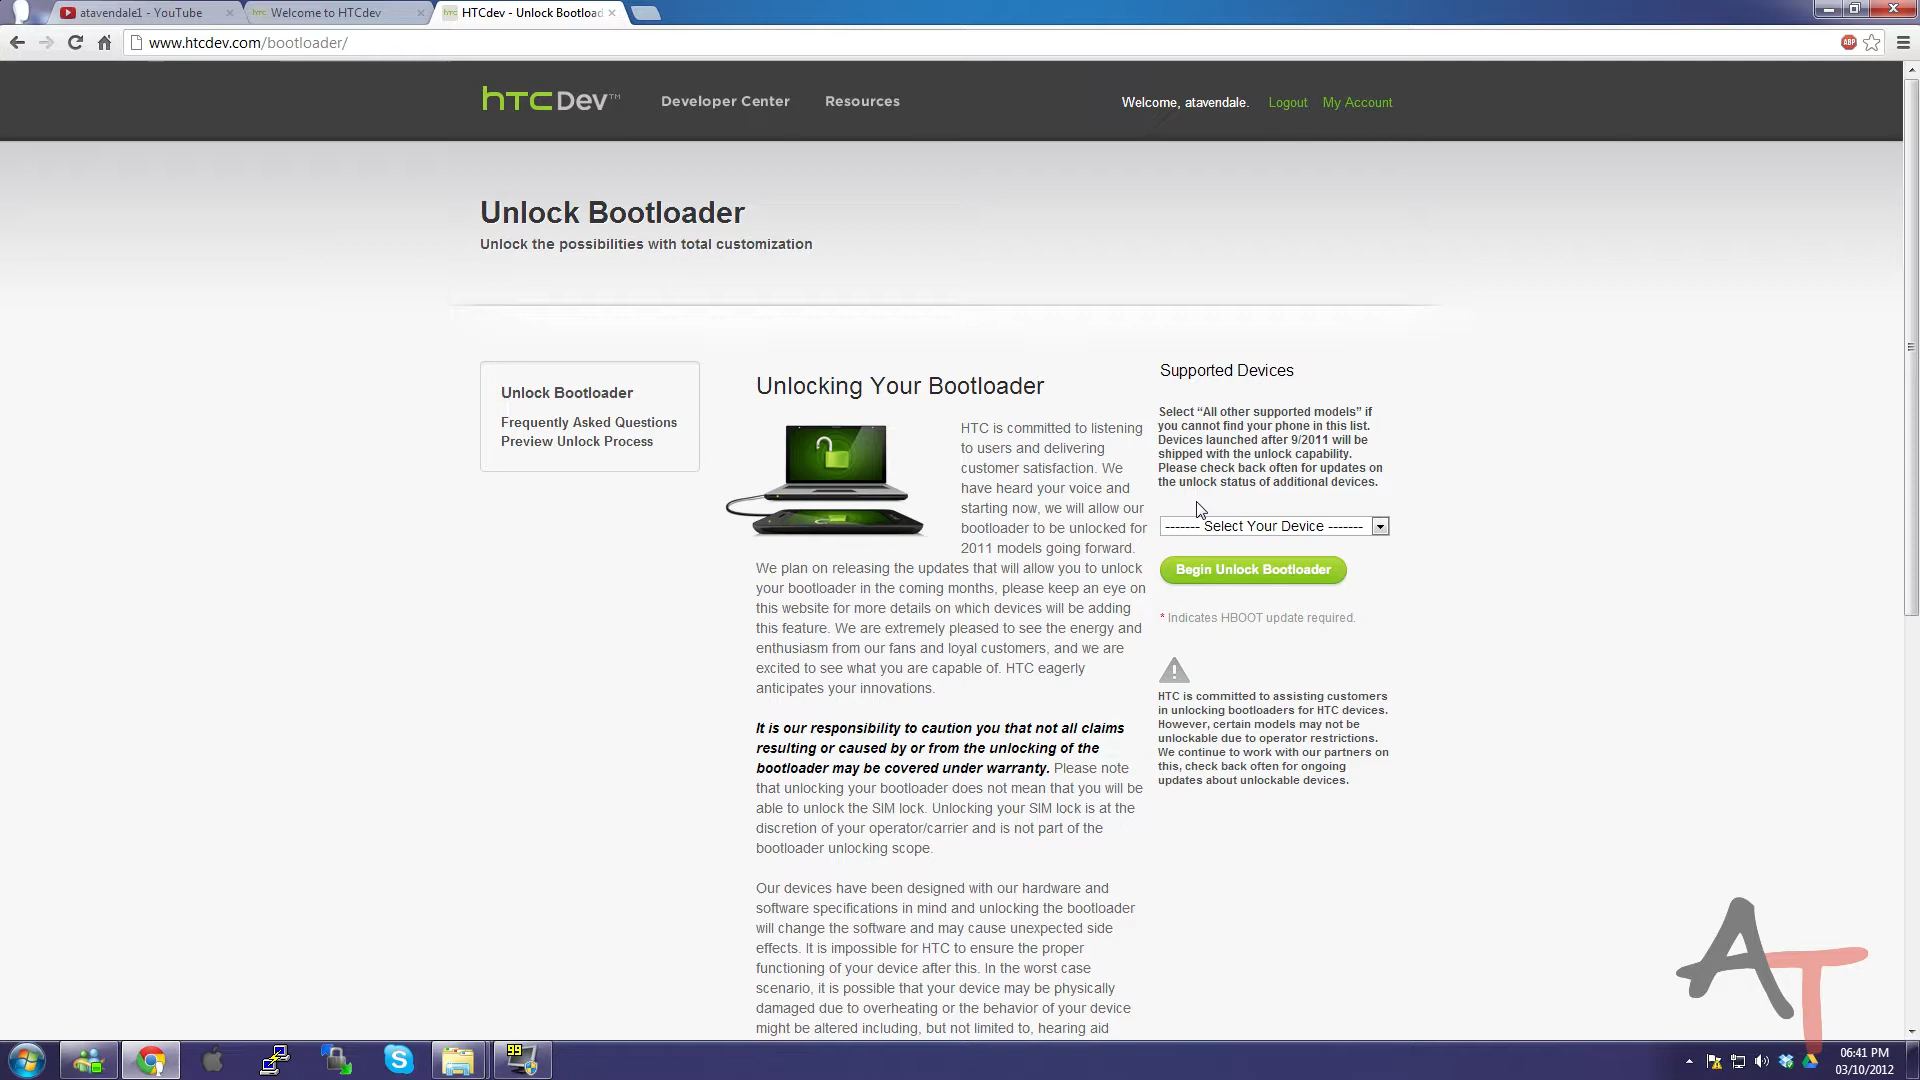 atavendale1 - YouTube
Welcome to HTCdev
HTCdev - Unlock Bootload
www.htcdev.com/bootloader/
ABP
hTC Dev™
Developer Center
Resources
Welcome, atavendale.
Logout
My Account
Unlock Bootloader
Unlock the possibilities with total customization
Unlock Bootloader
Frequently Asked Questions
Preview Unlock Process
Unlocking Your Bootloader
HTC is committed to listening
to users and delivering
customer satisfaction. We
have heard your voice and
starting now, we will allow our
bootloader to be unlocked for
2011 models going forward.
We plan on releasing the updates that will allow you to unlock
your bootloader in the coming months, please keep an eye on
this website for more details on which devices will be adding
this feature. We are extremely pleased to see the energy and
enthusiasm from our fans and loyal customers, and we are
excited to see what you are capable of. HTC eagerly
anticipates your innovations.
It is our responsibility to caution you that not all claims
resulting or caused by or from the unlocking of the
bootloader may be covered under warranty. Please note
that unlocking your bootloader does not mean that you will be
able to unlock the SIM lock. Unlocking your SIM lock is at the
discretion of your operator/carrier and is not part of the
bootloader unlocking scope.
Our devices have been designed with our hardware and
software specifications in mind and unlocking the bootloader
will change the software and may cause unexpected side
effects. It is impossible for HTC to ensure the proper
functioning of your device after this. In the worst case
scenario, it is possible that your device may be physically
damaged due to overheating or the behavior of your device
might be altered including, but not limited to, hearing aid
Supported Devices
Select “All other supported models” if
you cannot find your phone in this list.
Devices launched after 9/2011 will be
shipped with the unlock capability.
Please check back often for updates on
the unlock status of additional devices.
------- Select Your Device -------
Begin Unlock Bootloader
* Indicates HBOOT update required.
HTC is committed to assisting customers
in unlocking bootloaders for HTC devices.
However, certain models may not be
unlockable due to operator restrictions.
We continue to work with our partners on
this, check back often for ongoing
updates about unlockable devices.
AT
99
06:41 PM
03/10/2012